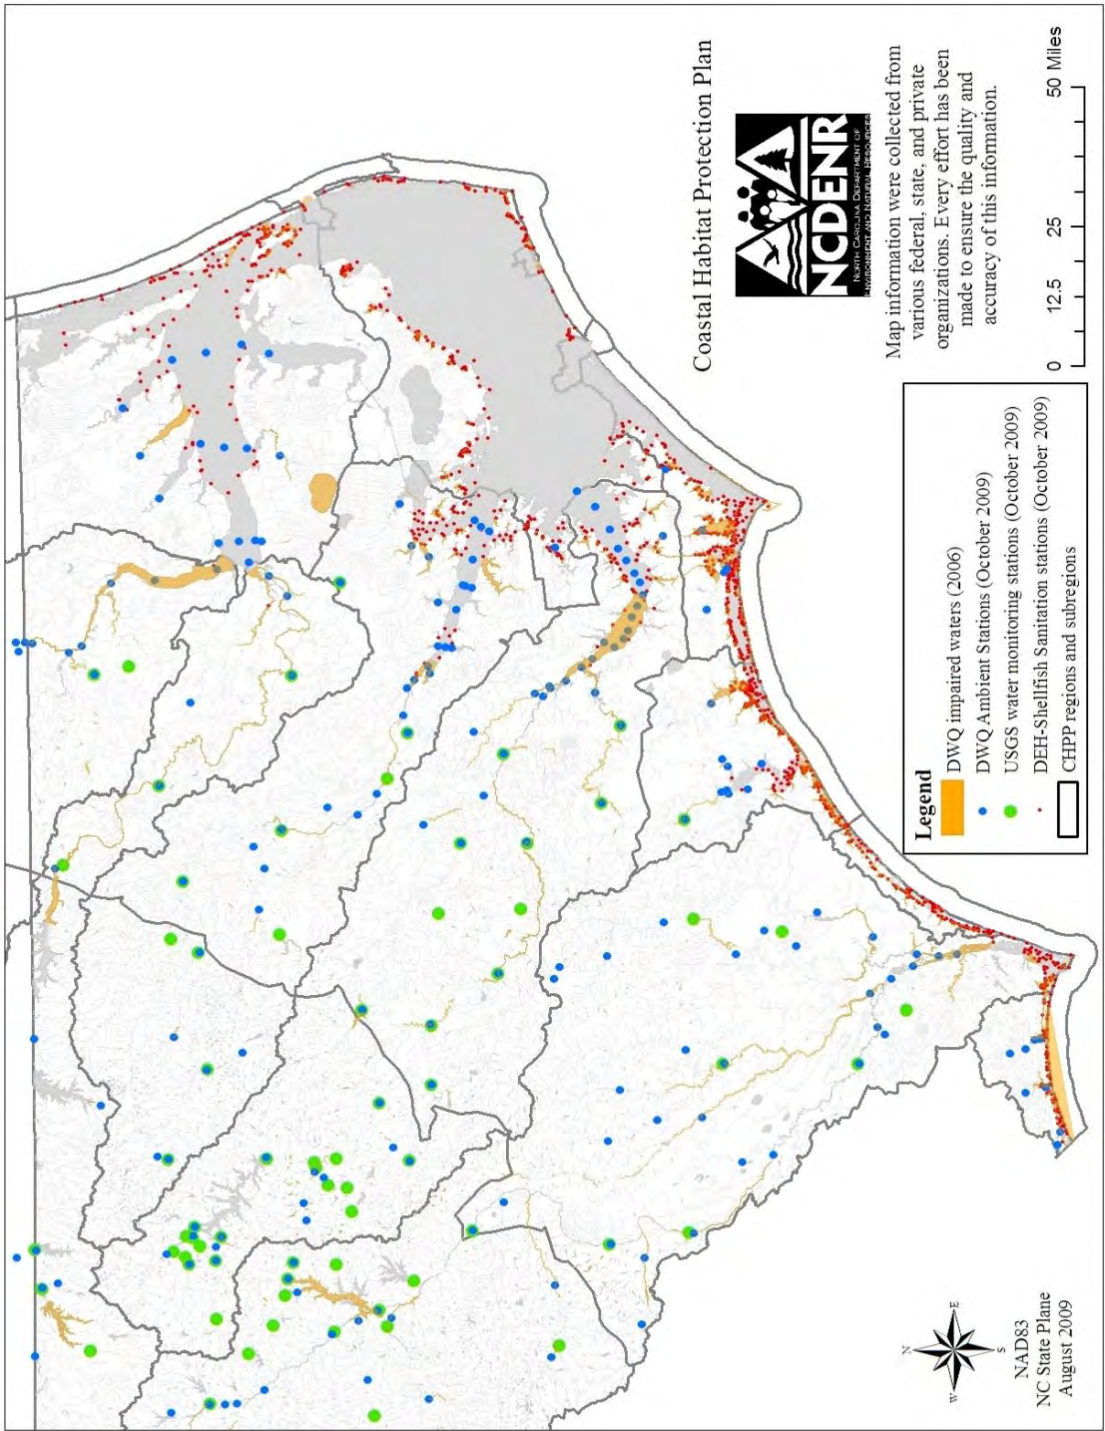 Coastal Habitat Protection Plan
NCDENR
NORTH CAROLINA DEPARTMENT OF
ENVIRONMENT AND NATURAL RESOURCES
Map information were collected from
various federal, state, and private
organizations. Every effort has been
made to ensure the quality and
accuracy of this information.
0 12.5 25 50 Miles
Legend
DWQ impaired waters (2006)
DWQ Ambient Stations (October 2009)
USGS water monitoring stations (October 2009)
DEH-Shellfish Sanitation stations (October 2009)
CHPP regions and subregions
N
W
E
S
NAD83
NC State Plane
August 2009